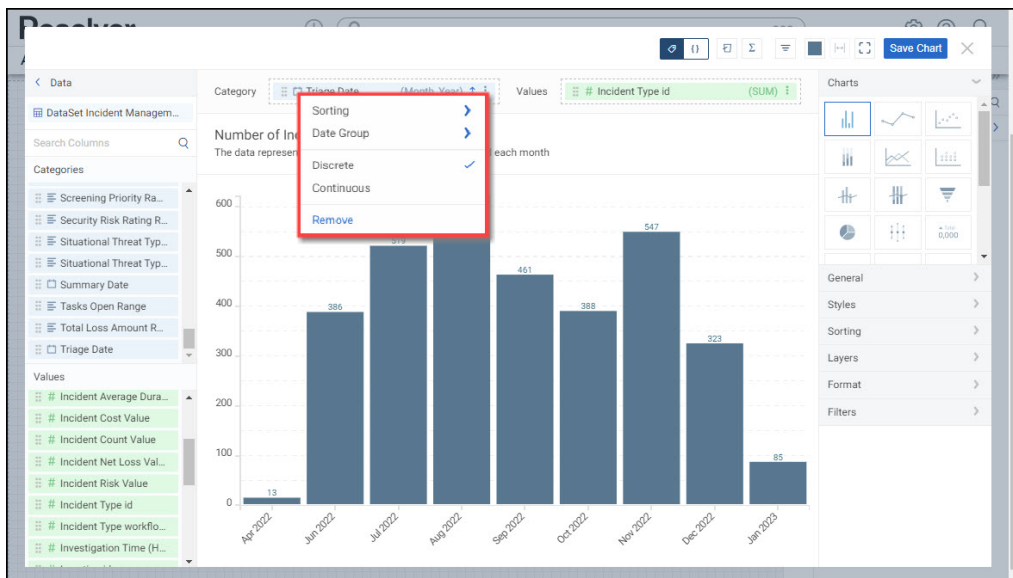 Resolver
Save Chart
Data
Category
Triage Date
(Month-Year)
Values
# Incident Type id
(SUM)
Charts
DataSet Incident Managem...
Sorting
Date Group
Discrete
Continuous
Remove
Search Columns
Number of
The data
each month
Categories
Screening Priority Ra...
Security Risk Rating R...
Situational Threat Typ...
Situational Threat Typ...
Summary Date
Tasks Open Range
Total Loss Amount R...
Triage Date
Values
# Incident Average Dura...
# Incident Cost Value
# Incident Count Value
# Incident Net Loss Val...
# Incident Risk Value
# Incident Type id
# Incident Type workflo...
# Investigation Time (H...
600
500
400
300
200
100
0
13
386
519
461
388
547
323
85
Apr 2022
Jun 2022
Jul 2022
Aug 2022
Sep 2022
Oct 2022
Nov 2022
Dec 2022
Jan 2023
0,000
General
Styles
Sorting
Layers
Format
Filters